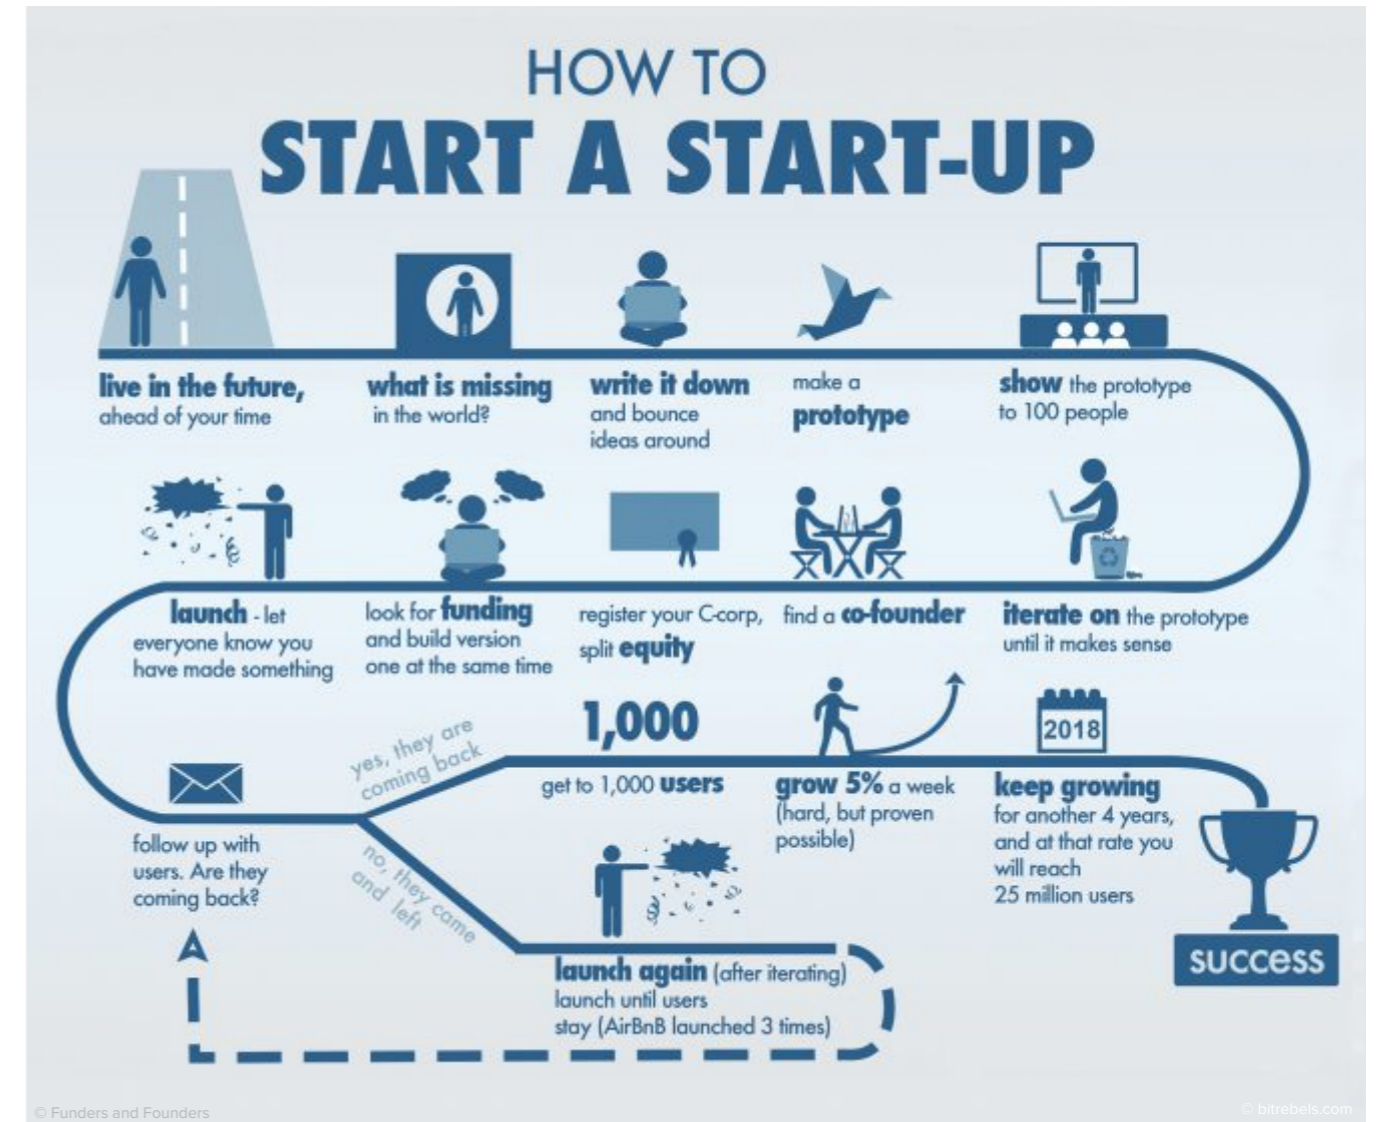 HOW TO
START A START-UP
live in the future,
ahead of your time
what is missing
in the world?
write it down
and bounce
ideas around
make a
prototype
show the prototype
to 100 people
iterate on the prototype
until it makes sense
find a co-founder
register your C-corp,
split equity
look for funding
and build version
one at the same time
launch - let
everyone know you
have made something
follow up with
users. Are they
coming back?
yes, they are
coming back
1,000
get to 1,000 users
grow 5% a week
(hard, but proven
possible)
2018
keep growing
for another 4 years,
and at that rate you
will reach
25 million users
success
no, they came
and left
launch again (after iterating)
launch until users
stay (AirBnB launched 3 times)
© Funders and Founders
© bitrebels.com